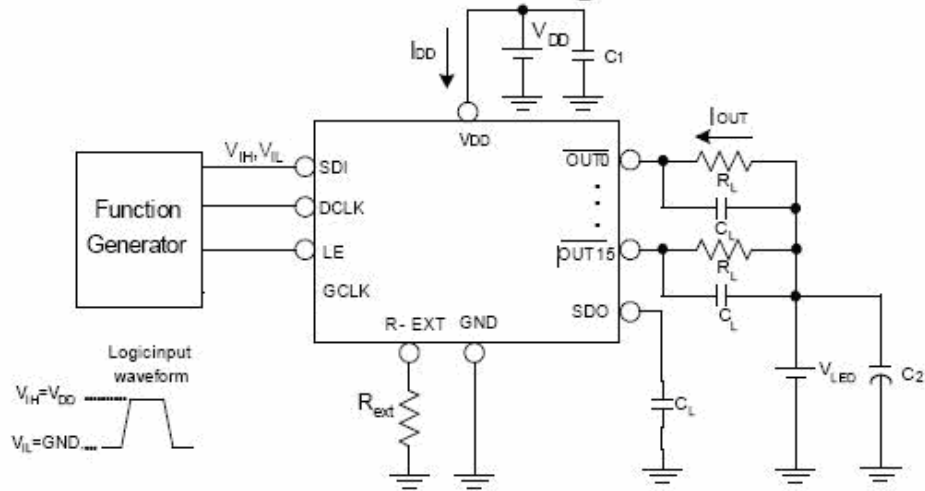 IDD
VDD
C1
VDD
IOUT
VIH,VIL
SDI
OUT0
RL
Function
Generator
DCLK
CL
LE
OUT15
RL
GCLK
CL
SDO
R-EXT GND
Logicinput
waveform
VIH=VDD
VIL=GND
Rext
CL
VLED
C2